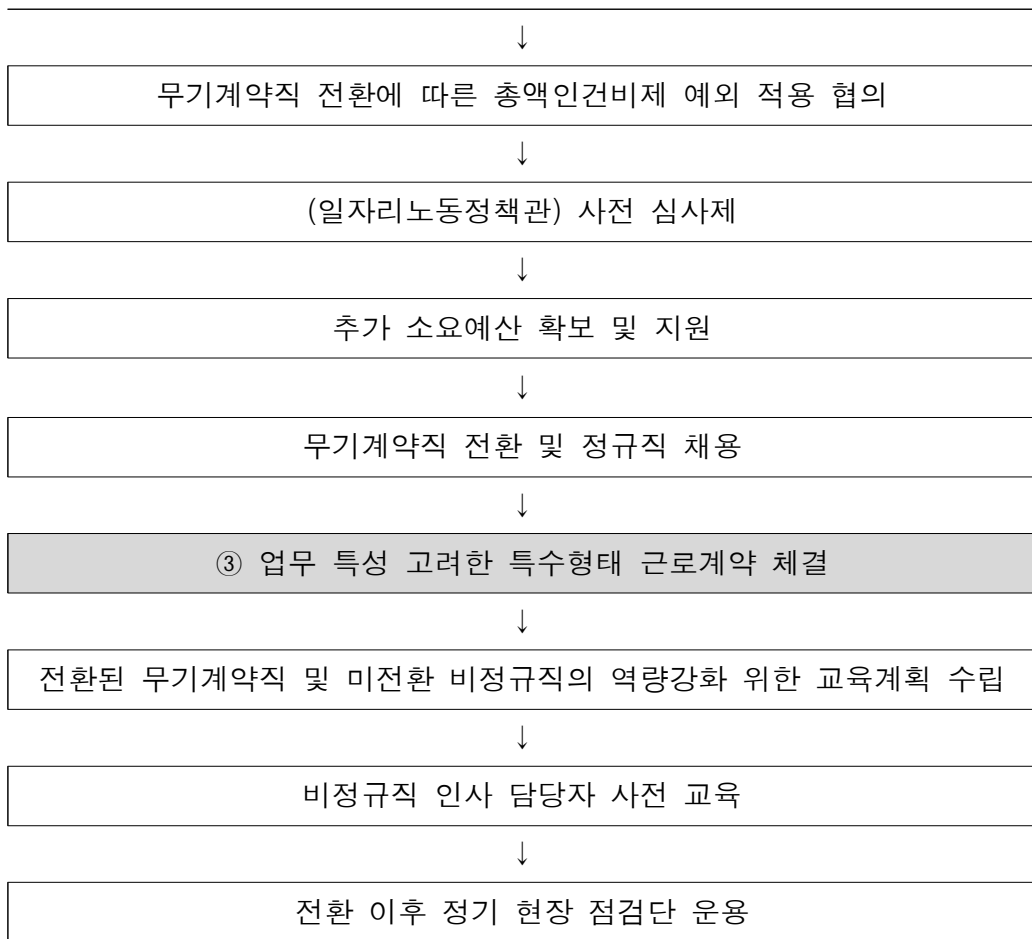 ↓
무기계약직 전환에 따른 총액인건비제 예외 적용 협의
↓
(일자리노동정책관) 사전 심사제
↓
추가 소요예산 확보 및 지원
↓
무기계약직 전환 및 정규직 채용
↓
③ 업무 특성 고려한 특수형태 근로계약 체결
↓
전환된 무기계약직 및 미전환 비정규직의 역량강화 위한 교육계획 수립
↓
비정규직 인사 담당자 사전 교육
↓
전환 이후 정기 현장 점검단 운용